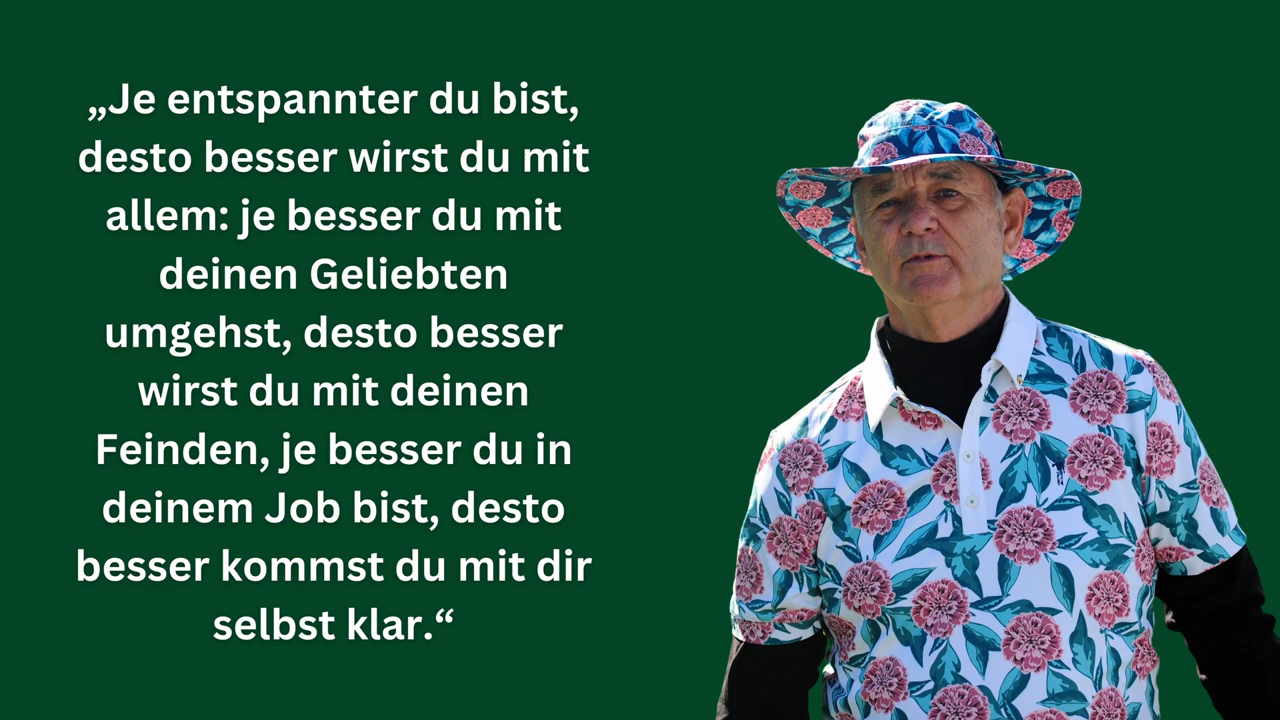 „Je entspannter du bist,
desto besser wirst du mit
allem: je besser du mit
deinen Geliebten
umgehst, desto besser
wirst du mit deinen
Feinden, je besser du in
deinem Job bist, desto
besser kommst du mit dir
selbst klar.“